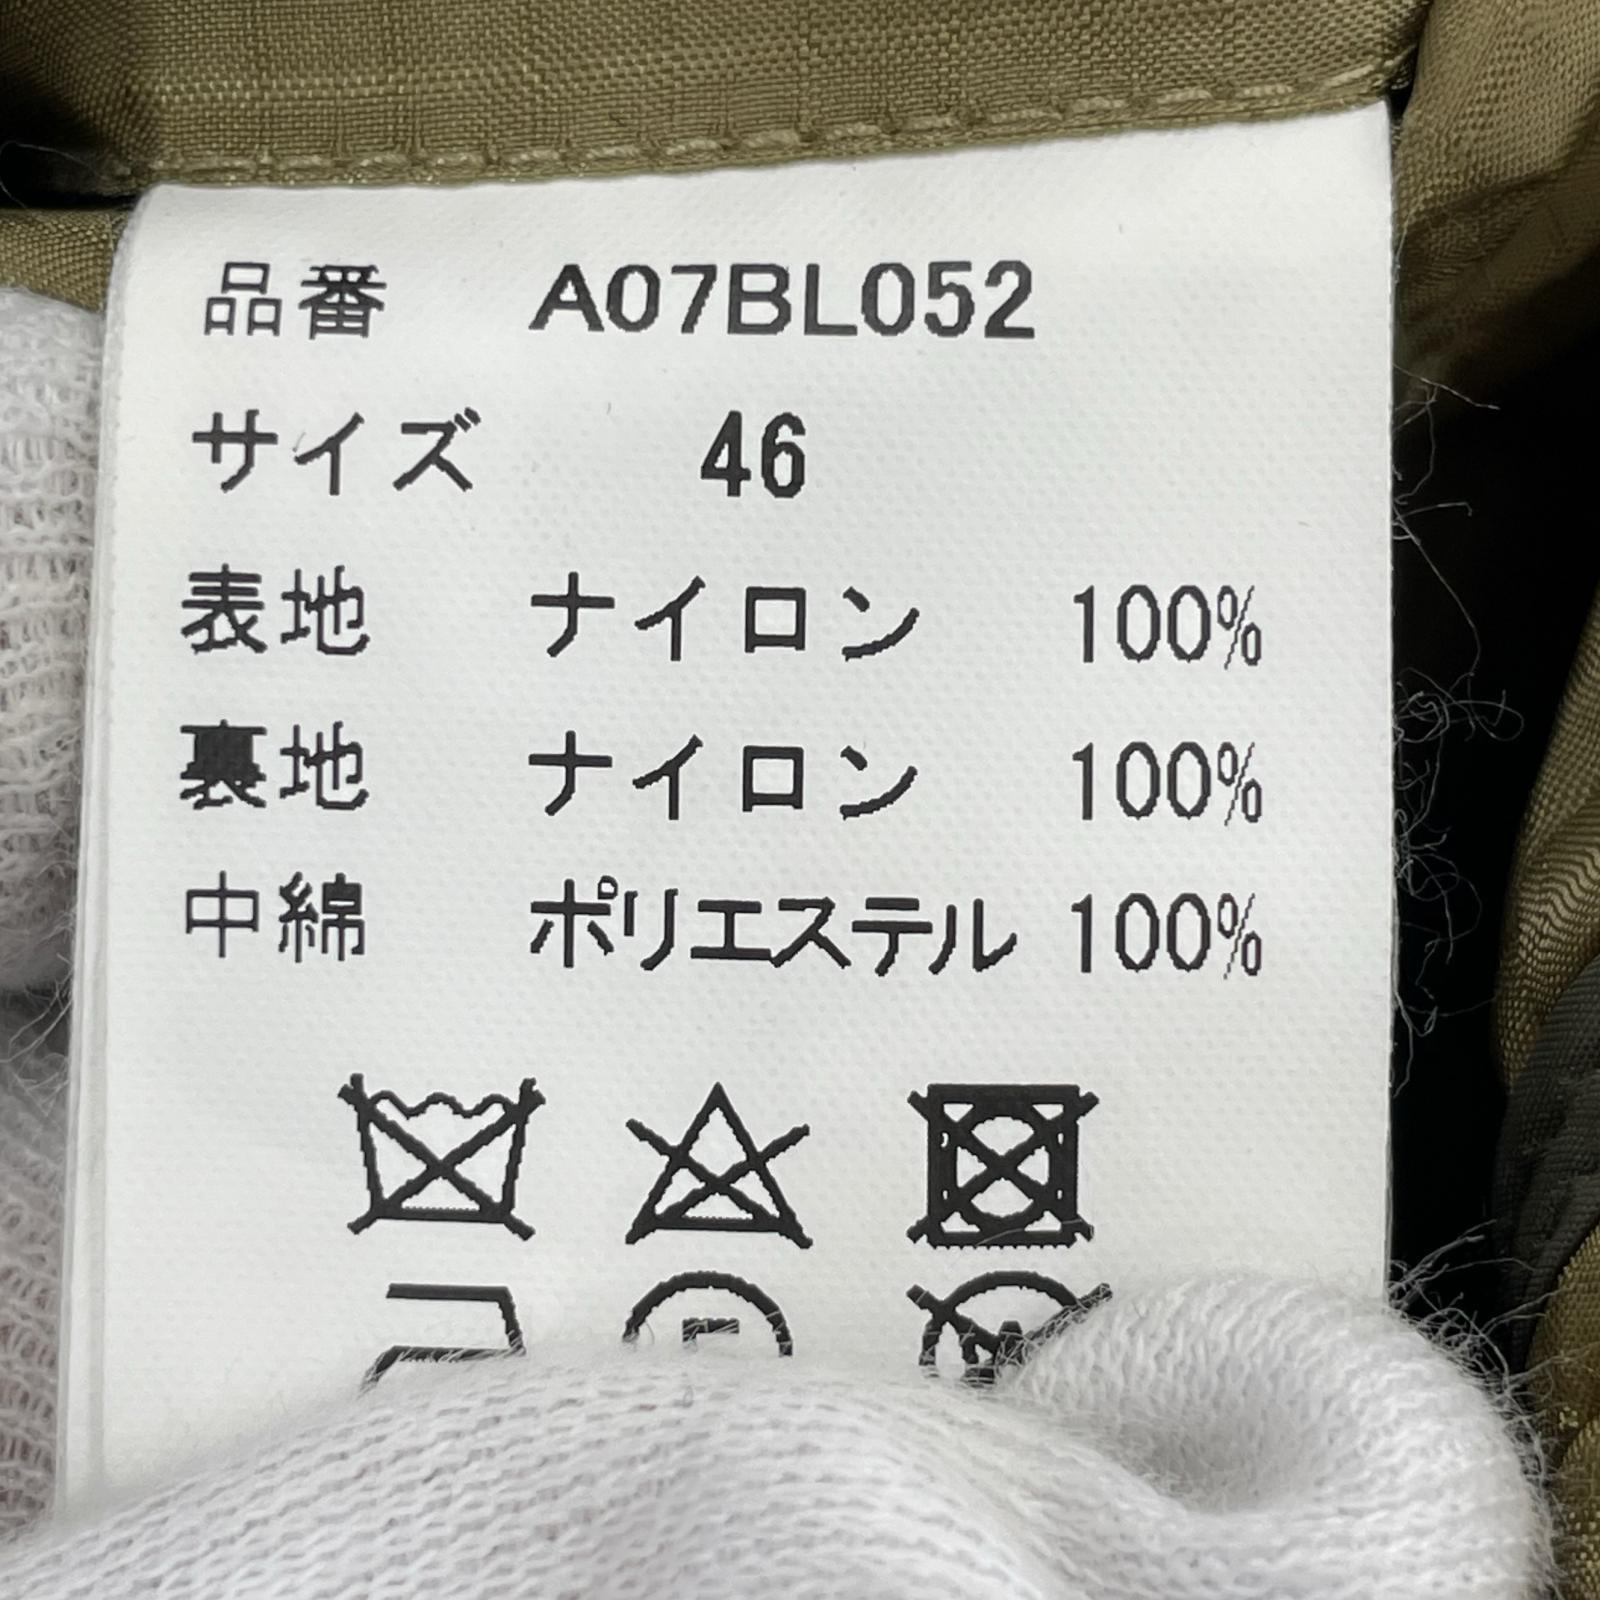 品番 A07BL052
サイズ 46
表地 ナイロン 100%
裏地 ナイロン 100%
中綿 ポリエステル 100%